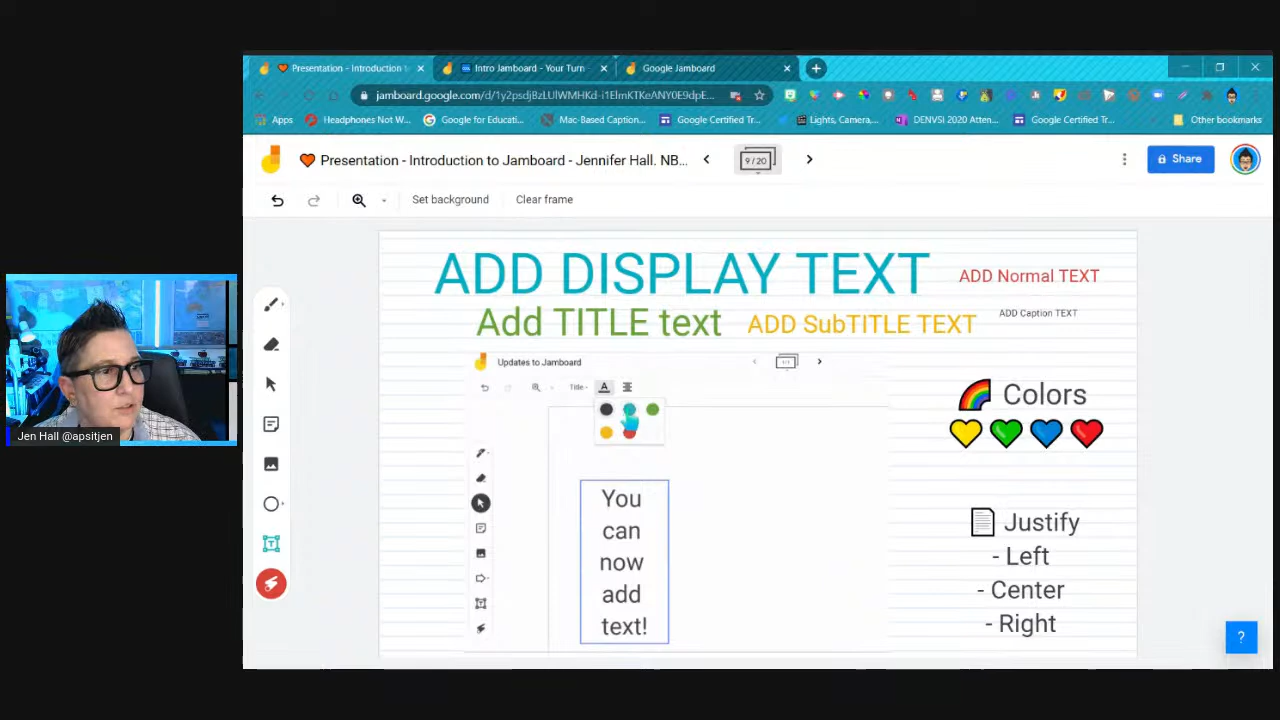 Presentation - Introduction t
Intro Jamboard - Your Turn -
Google Jamboard
jamboard.google.com/d/1y2psdjBzLUlWMHKd-i1ElmKTKeANY0E9dpE...
Apps
Headphones Not W...
Google for Educati...
Mac-Based Caption...
Google Certified Tr...
Lights, Camera,...
DENVSI 2020 Atten...
Google Certified Tr...
Other bookmarks
Presentation - Introduction to Jamboard - Jennifer Hall. NB...
9 / 20
Share
Set background
Clear frame
ADD DISPLAY TEXT
ADD Normal TEXT
Add TITLE text
ADD SubTITLE TEXT
ADD Caption TEXT
Updates to Jamboard
Title
Colors
You
can
now
add
text!
Justify
- Left
- Center
- Right
Jen Hall @apsitjen